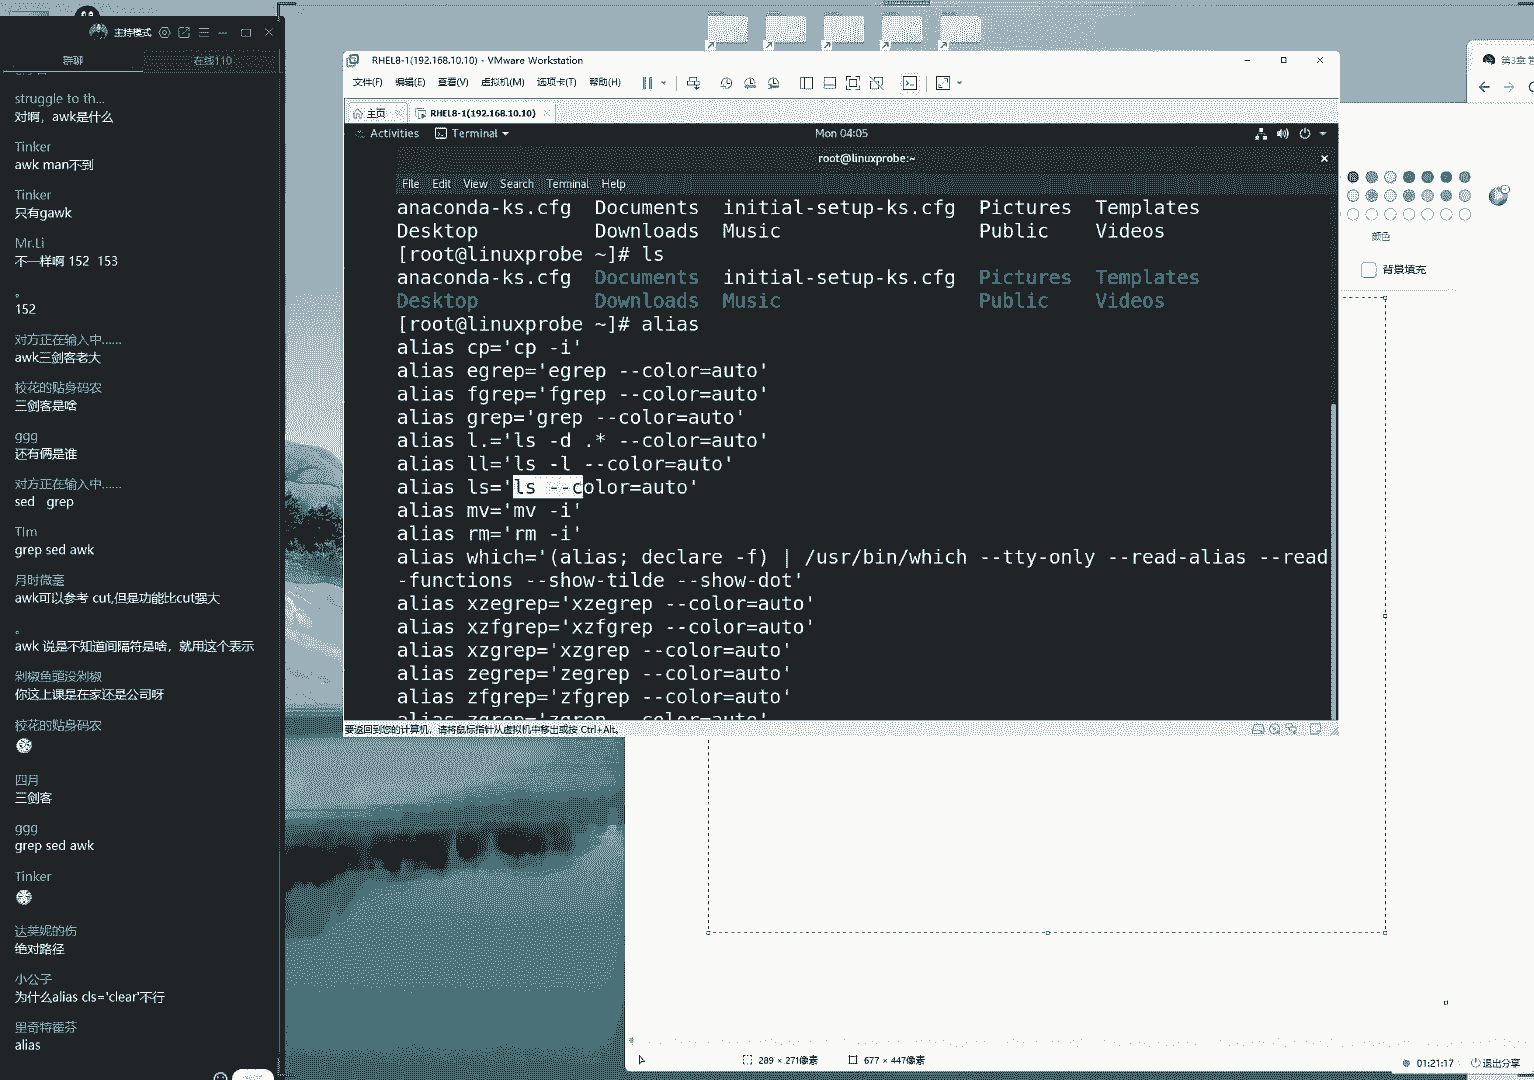 主持模式
群聊
在线110
struggle to th...
对啊，awk是什么
Tinker
awk man不到
Tinker
只有gawk
Mr.Li
不一样啊 152  153
。
152
对方正在输入中......
awk三剑客老大
校花的贴身码农
三剑客是啥
ggg
还有俩是谁
对方正在输入中......
sed   grep
TIm
grep sed awk
月时微毫
awk可以参考 cut,但是功能比cut强大
。
awk 说是不知道间隔符是啥，就用这个表示
剁椒鱼头没剁椒
你这上课是在家还是公司呀
校花的贴身码农
四月
三剑客
ggg
grep sed awk
Tinker
达芙妮的伤
绝对路径
小公子
为什么alias cls='clear'不行
里奇特霍芬
alias
RHEL8-1(192.168.10.10) - VMware Workstation
文件(F) 编辑(E) 查看(V) 虚拟机(M) 选项卡(T) 帮助(H)
主页
RHEL8-1(192.168.10.10)
Activities
Terminal
Mon 04:05
root@linuxprobe:~
File Edit View Search Terminal Help
anaconda-ks.cfg  Documents  initial-setup-ks.cfg  Pictures  Templates
Desktop          Downloads  Music                 Public    Videos
[root@linuxprobe ~]# ls
anaconda-ks.cfg  Documents  initial-setup-ks.cfg  Pictures  Templates
Desktop          Downloads  Music                 Public    Videos
[root@linuxprobe ~]# alias
alias cp='cp -i'
alias egrep='egrep --color=auto'
alias fgrep='fgrep --color=auto'
alias grep='grep --color=auto'
alias l.='ls -d .* --color=auto'
alias ll='ls -l --color=auto'
alias ls='ls --color=auto'
alias mv='mv -i'
alias rm='rm -i'
alias which='(alias; declare -f) | /usr/bin/which --tty-only --read-alias --read
-functions --show-tilde --show-dot'
alias xzegrep='xzegrep --color=auto'
alias xzfgrep='xzfgrep --color=auto'
alias xzgrep='xzgrep --color=auto'
alias zegrep='zegrep --color=auto'
alias zfgrep='zfgrep --color=auto'
alias zgrep='zgrep --color=auto'
要返回到您的计算机，请将鼠标指针从虚拟机中移出或按 Ctrl+Alt。
第3章
颜色
背景填充
289 × 271像素
677 × 447像素
01:21:17
退出分享